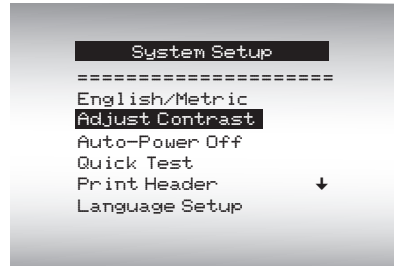 System Setup
=====================
English/Metric
Adjust Contrast
Auto-Power Off
Quick Test
Print Header ↓
Language Setup